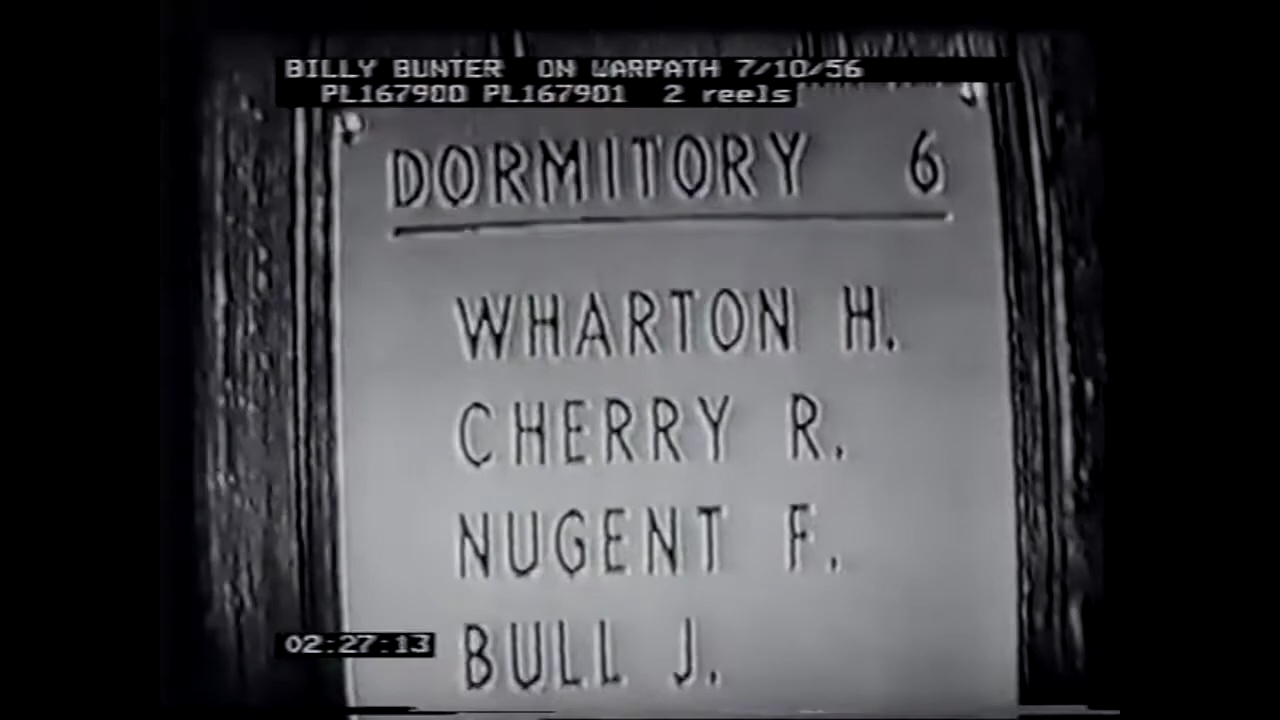 BILLY BUNTER ON WARPATH 7/10/56
PL167900 PL167901 2 reels
DORMITORY 6
WHARTON H.
CHERRY R.
NUGENT F.
BULL J.
02:27:13